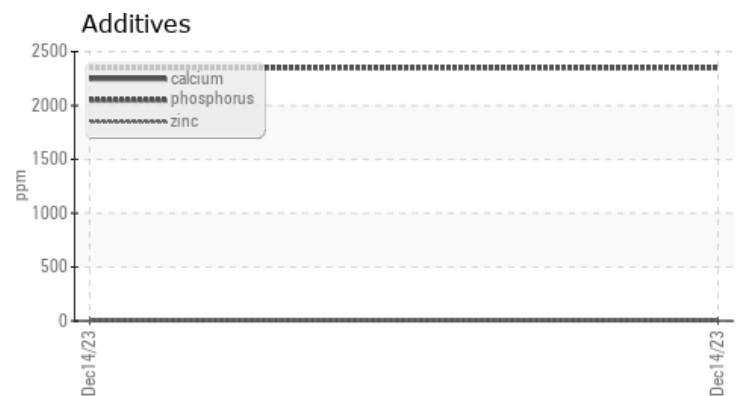 Additives
2500
2000
1500
1000
500
0
ppm
calcium
phosphorus
zinc
Dec14/23
Dec14/23